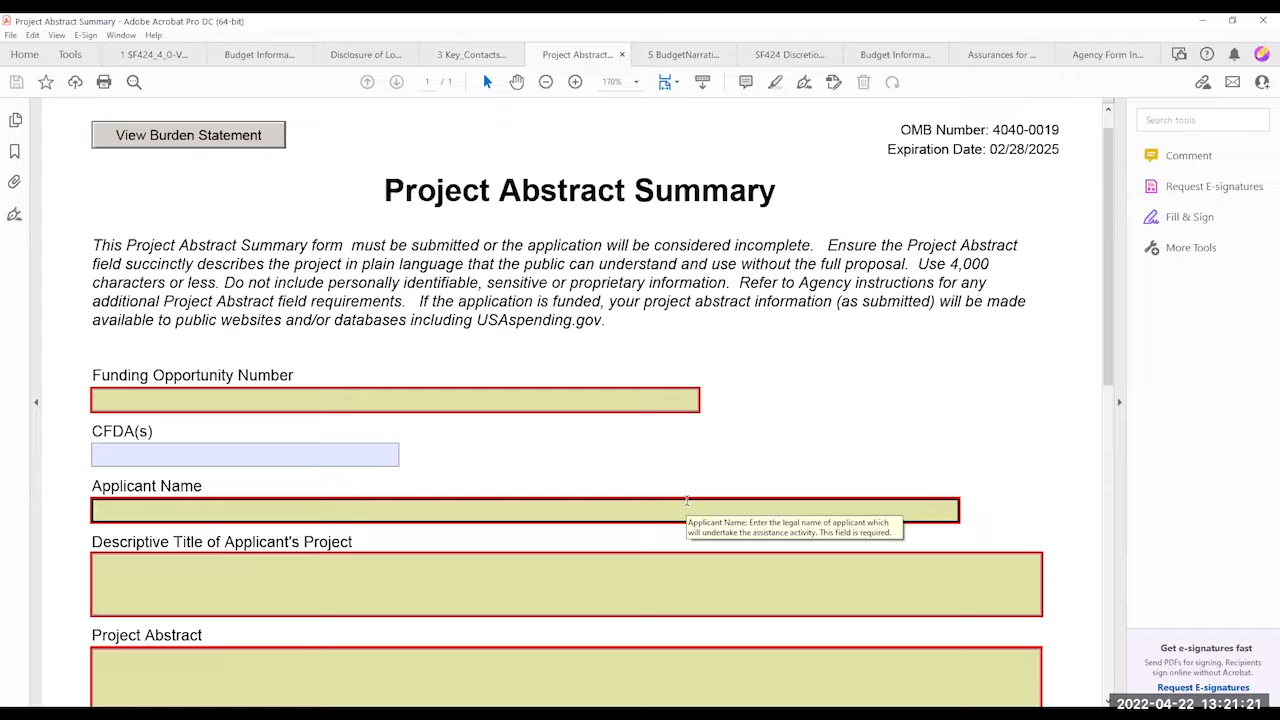 Project Abstract Summary - Adobe Acrobat Pro DC (64-bit)
File Edit View E-Sign Window Help
Home Tools 1 SF424_4_0-V... Budget Informa... Disclosure of Lo... 3 Key_Contacts... Project Abstract... × 5 BudgetNarrati... SF424 Discretio... Budget Informa... Assurances for ... Agency Form In...
1 / 1 170%
View Burden Statement
OMB Number: 4040-0019
Expiration Date: 02/28/2025
Project Abstract Summary
This Project Abstract Summary form must be submitted or the application will be considered incomplete. Ensure the Project Abstract
field succinctly describes the project in plain language that the public can understand and use without the full proposal. Use 4,000
characters or less. Do not include personally identifiable, sensitive or proprietary information. Refer to Agency instructions for any
additional Project Abstract field requirements. If the application is funded, your project abstract information (as submitted) will be made
available to public websites and/or databases including USAspending.gov.
Funding Opportunity Number
CFDA(s)
Applicant Name
Applicant Name: Enter the legal name of applicant which
will undertake the assistance activity. This field is required.
Descriptive Title of Applicant's Project
Project Abstract
Search tools
Comment
Request E-signatures
Fill & Sign
More Tools
Get e-signatures fast
Send PDFs for signing. Recipients
sign online without Acrobat.
Request E-signatures
2022-04-22 13:21:21